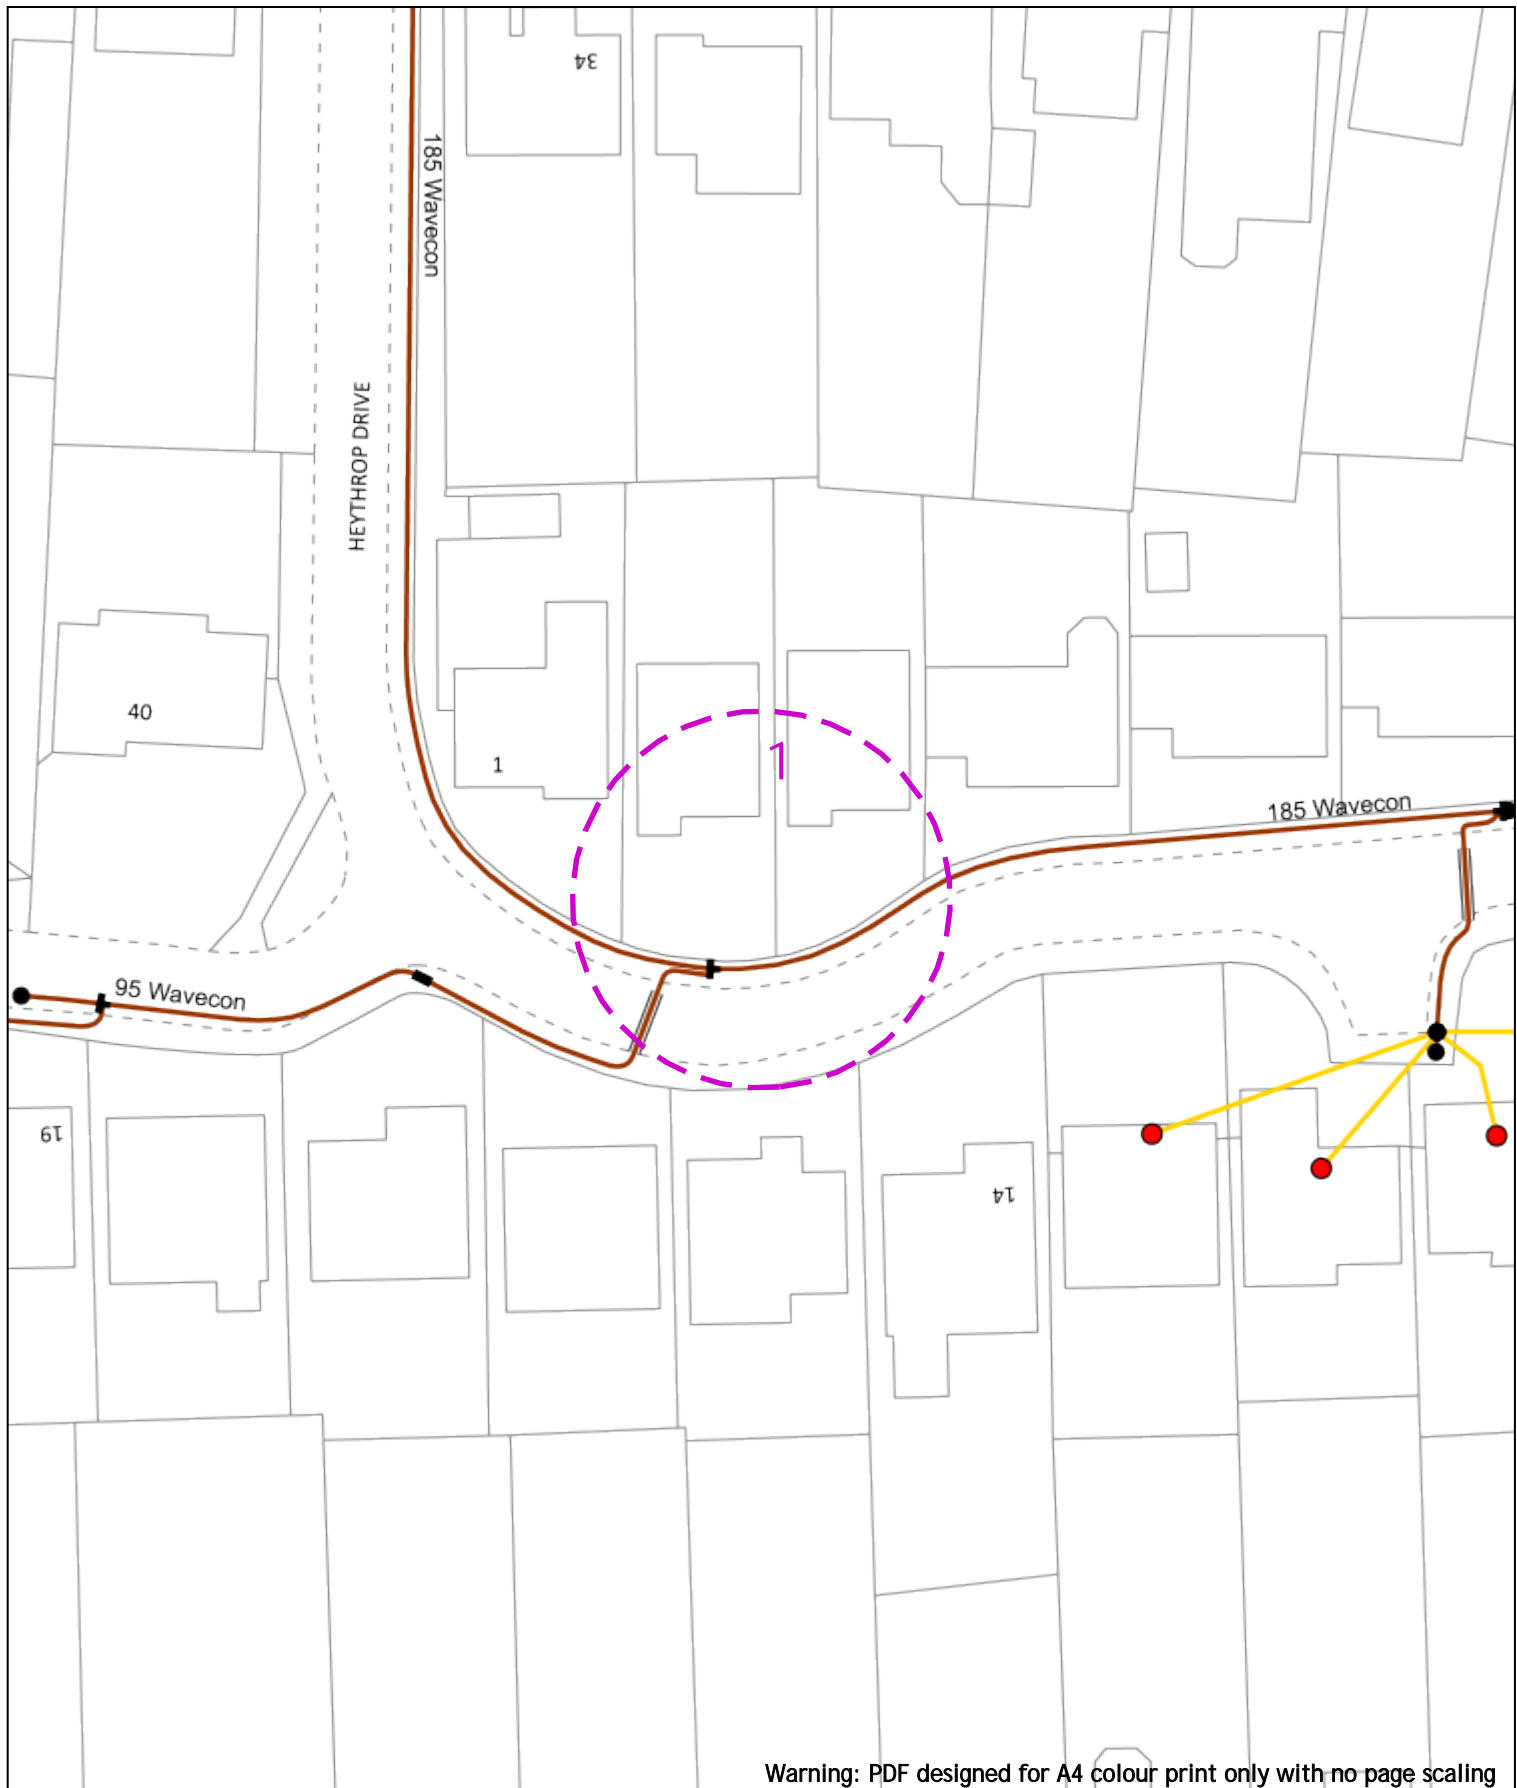 34
185 Wavecon
HEYTHROP DRIVE
40
1
1
185 Wavecon
95 Wavecon
19
14
Warning: PDF designed for A4 colour print only with no page scaling